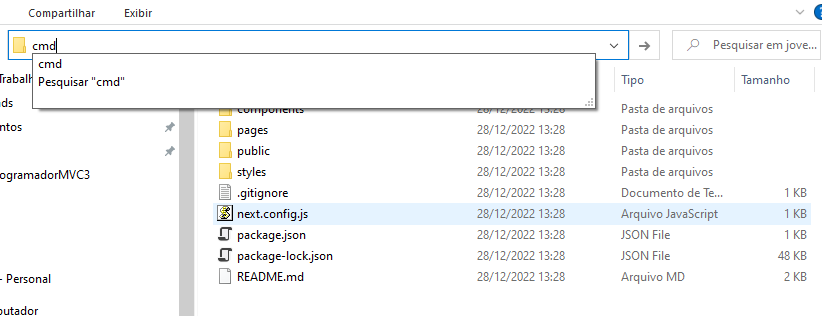 Compartilhar Exibir
cmd
Pesquisar em jove...
cmd
Pesquisar "cmd"
Trabalh
Tipo Tamanho
ds
components 28/12/2022 13:28 Pasta de arquivos
ntos
pages 28/12/2022 13:28 Pasta de arquivos
public 28/12/2022 13:28 Pasta de arquivos
ogramadorMVC3
styles 28/12/2022 13:28 Pasta de arquivos
.gitignore 28/12/2022 13:28 Documento de Te... 1 KB
next.config.js 28/12/2022 13:28 Arquivo JavaScript 1 KB
package.json 28/12/2022 13:28 JSON File 1 KB
package-lock.json 28/12/2022 13:28 JSON File 48 KB
- Personal
README.md 28/12/2022 13:28 Arquivo MD 2 KB
putador